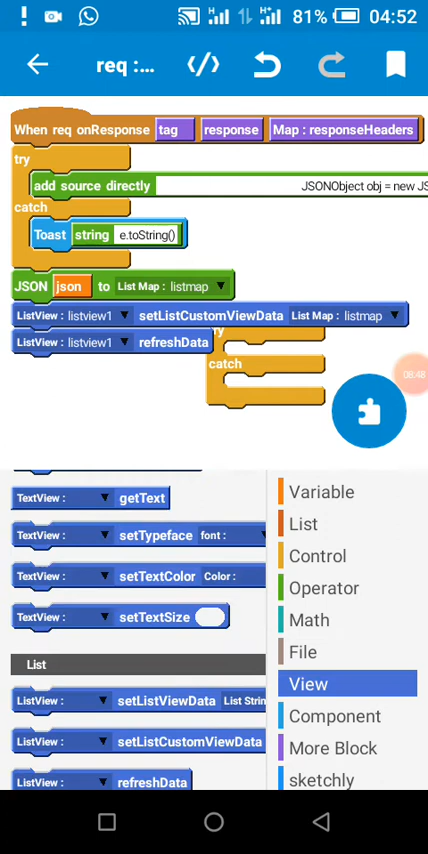 81% 04:52
req :...
When req onResponse tag response Map : responseHeaders
try
add source directly JSONObject obj = new JS
catch
Toast string e.toString()
JSON json to List Map : listmap
ListView : listview1 setListCustomViewData List Map : listmap
ListView : listview1 refreshData
catch
08:48
TextView : getText
TextView : setTypeface font :
TextView : setTextColor Color :
TextView : setTextSize
List
ListView : setListViewData List Strin
ListView : setListCustomViewData
ListView : refreshData
Variable
List
Control
Operator
Math
File
View
Component
More Block
sketchly